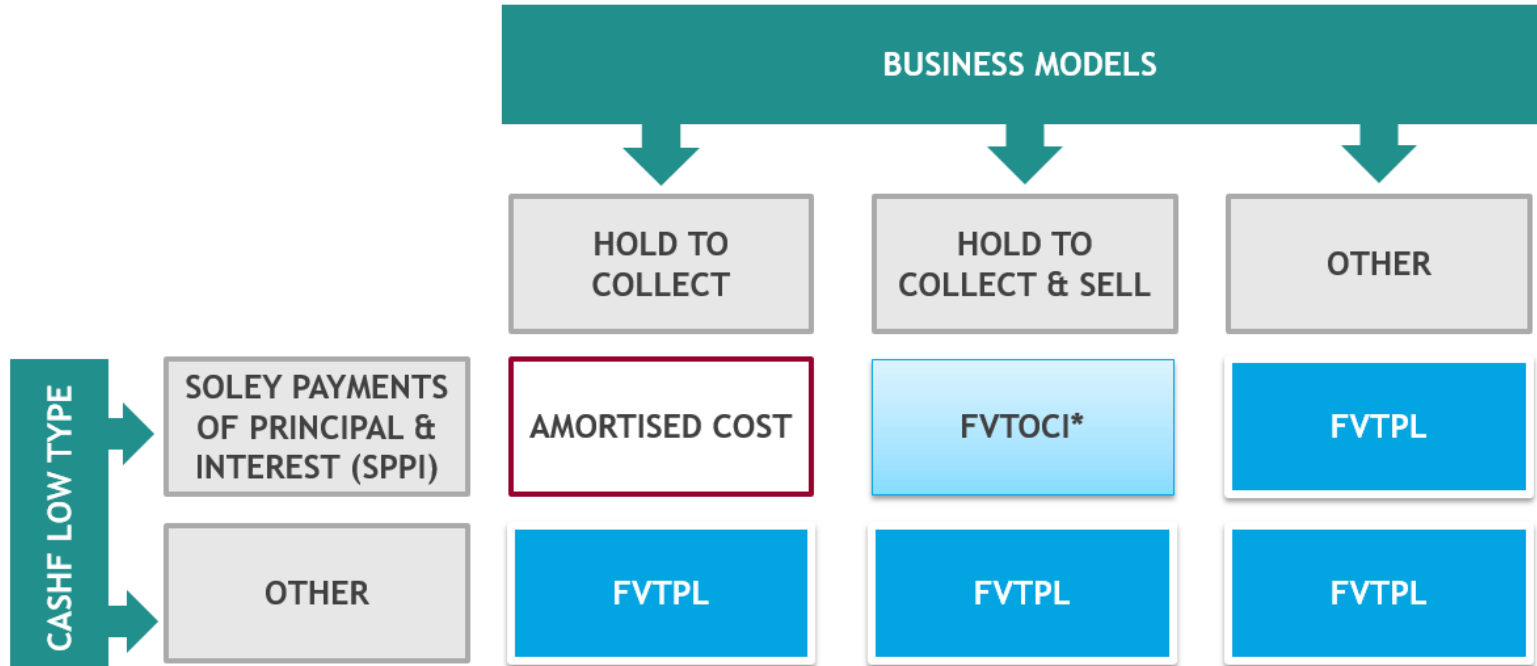 BUSINESS MODELS
HOLD TO
COLLECT
HOLD TO
COLLECT & SELL
OTHER
CASHF LOW TYPE
SOLEY PAYMENTS
OF PRINCIPAL &
INTEREST (SPPI)
AMORTISED COST
FVTOCI*
FVTPL
OTHER
FVTPL
FVTPL
FVTPL